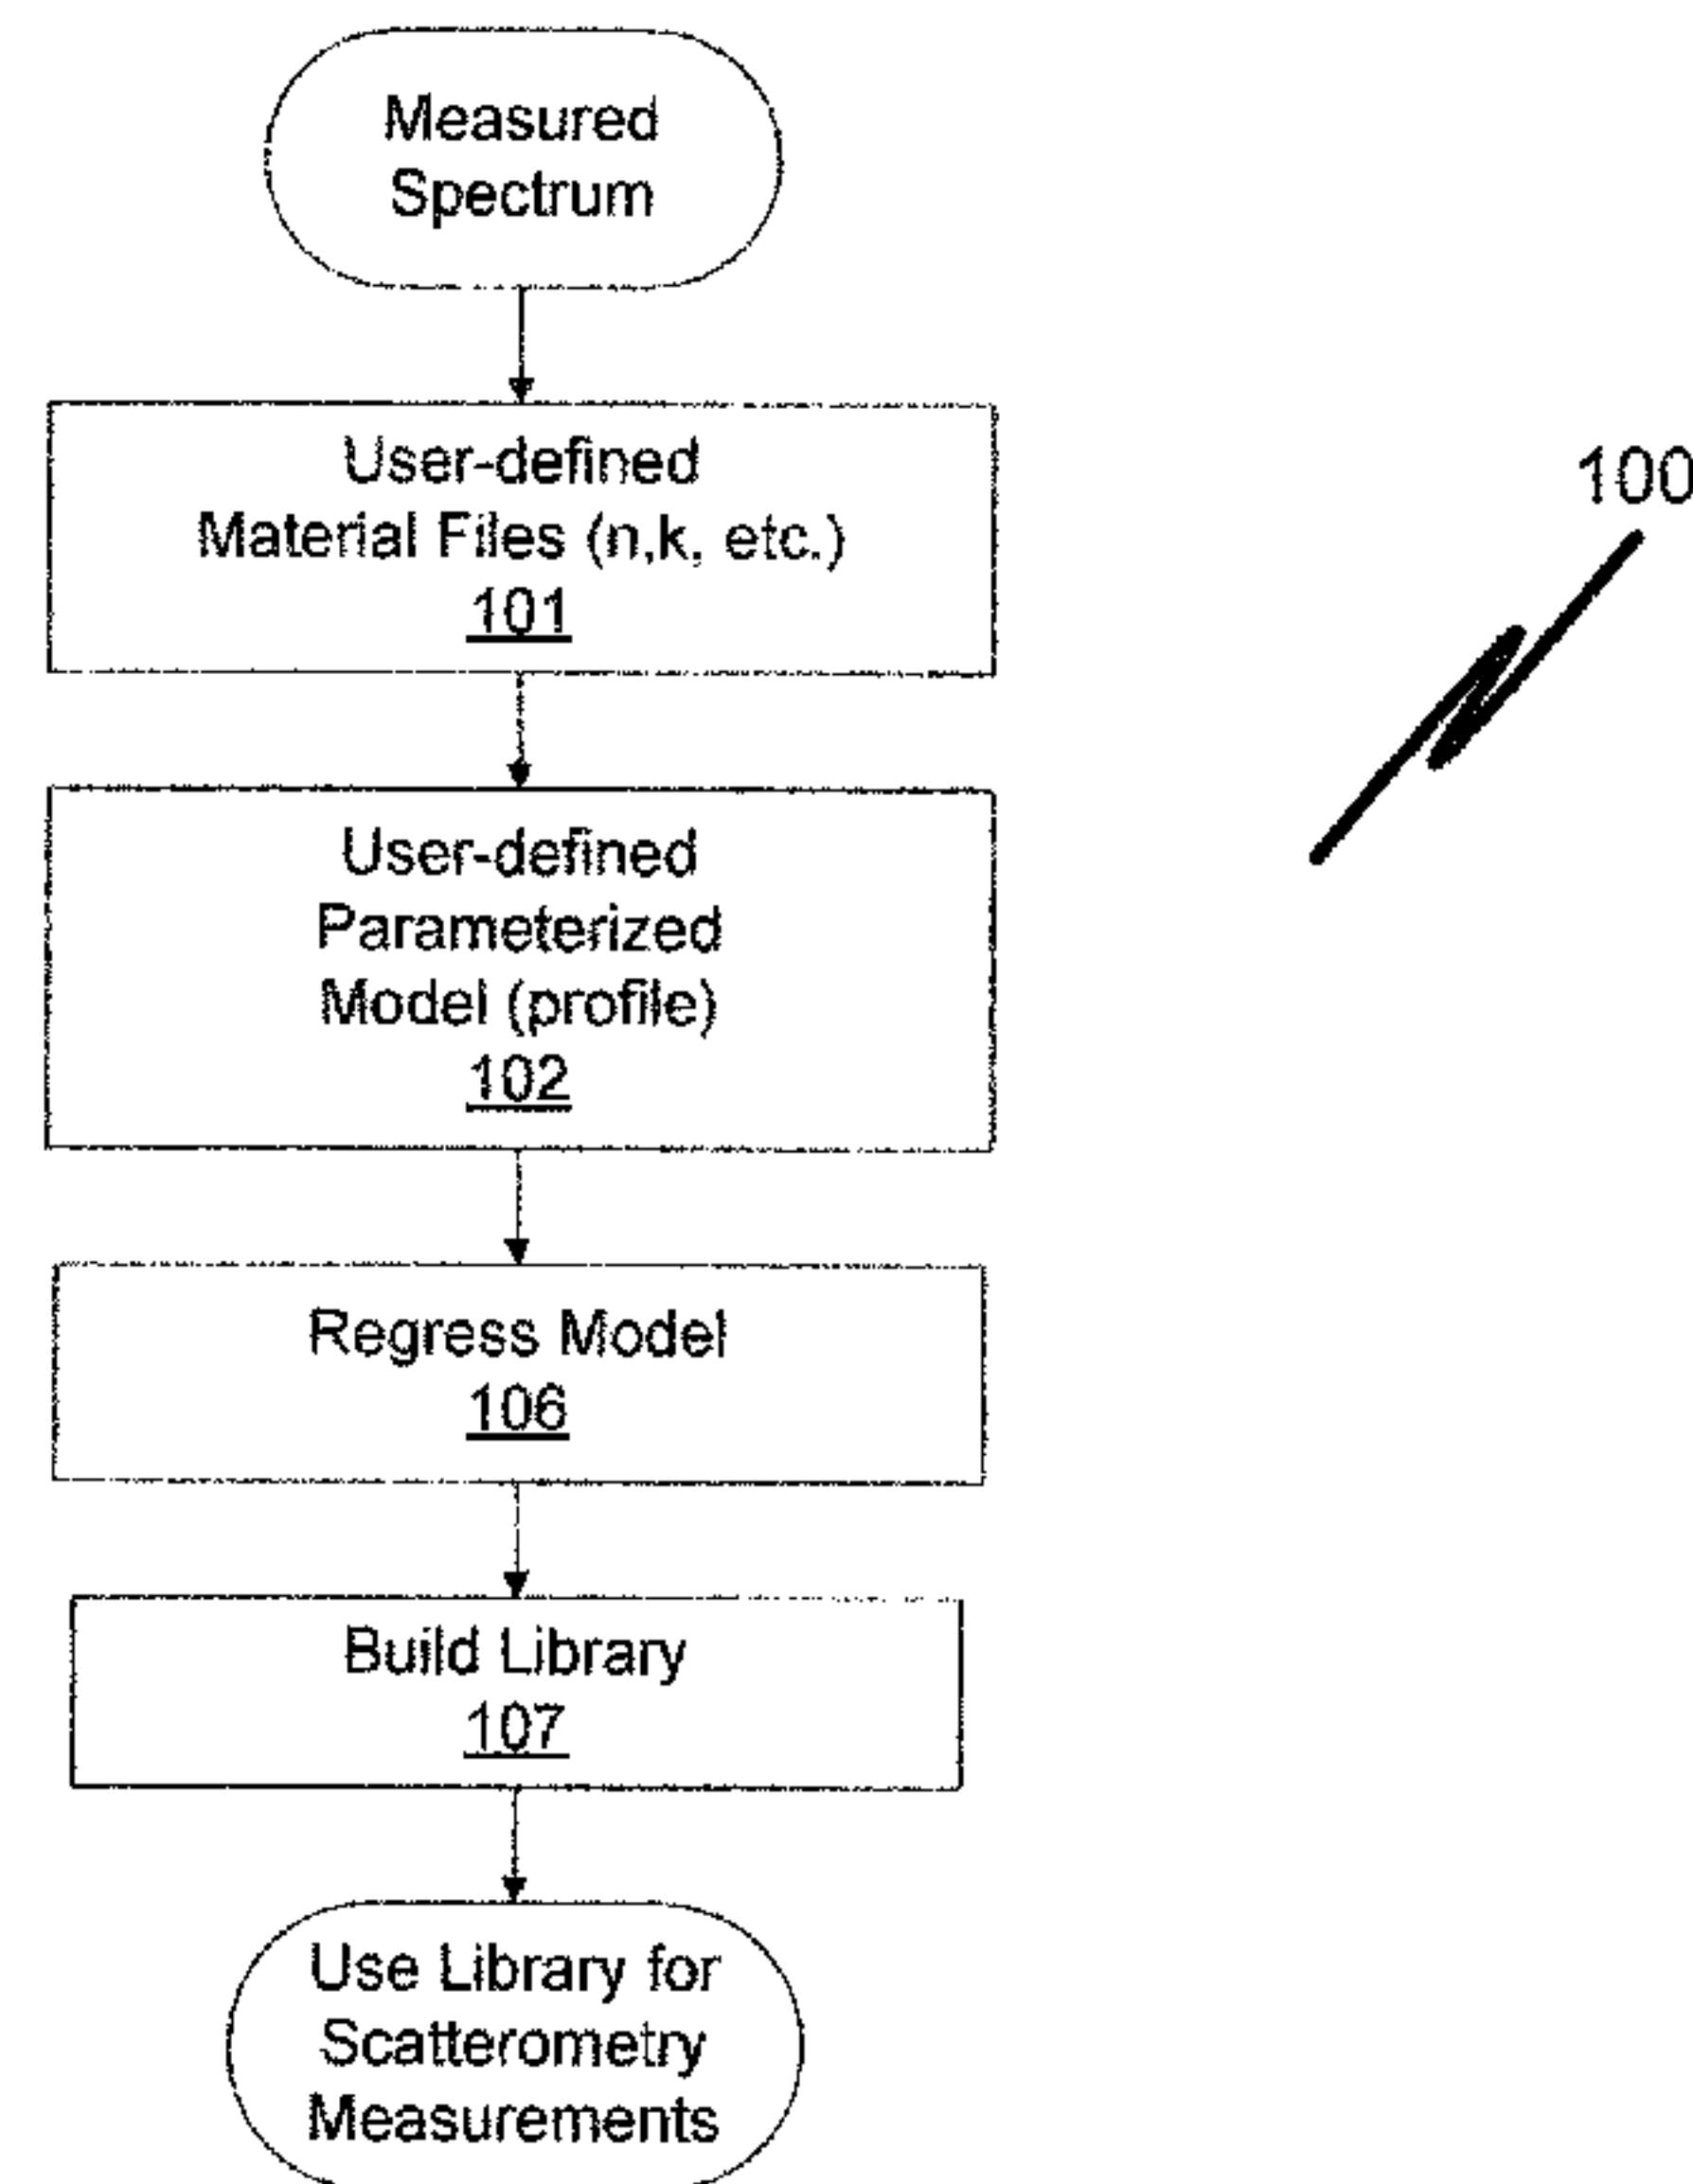 Measured
Spectrum
User-defined
Material Files (n,k, etc.)
101
100
User-defined
Parameterized
Model (profile)
102
Regress Model
106
Build Library
107
Use Library for
Scatterometry
Measurements